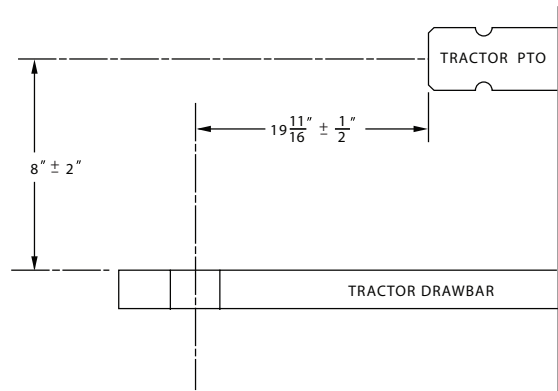 TRACTOR PTO
19 11/16" ± 1/2"
8" ± 2"
TRACTOR DRAWBAR